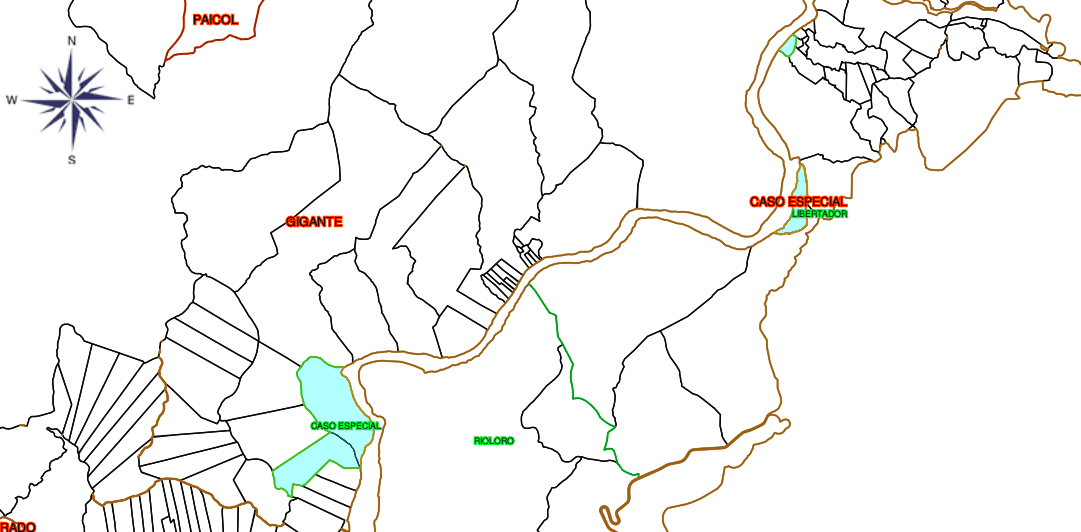 PAICOL
N
W
E
S
CASO ESPECIAL
LIBERTADOR
GIGANTE
CASO ESPECIAL
RIOLORO
RADO